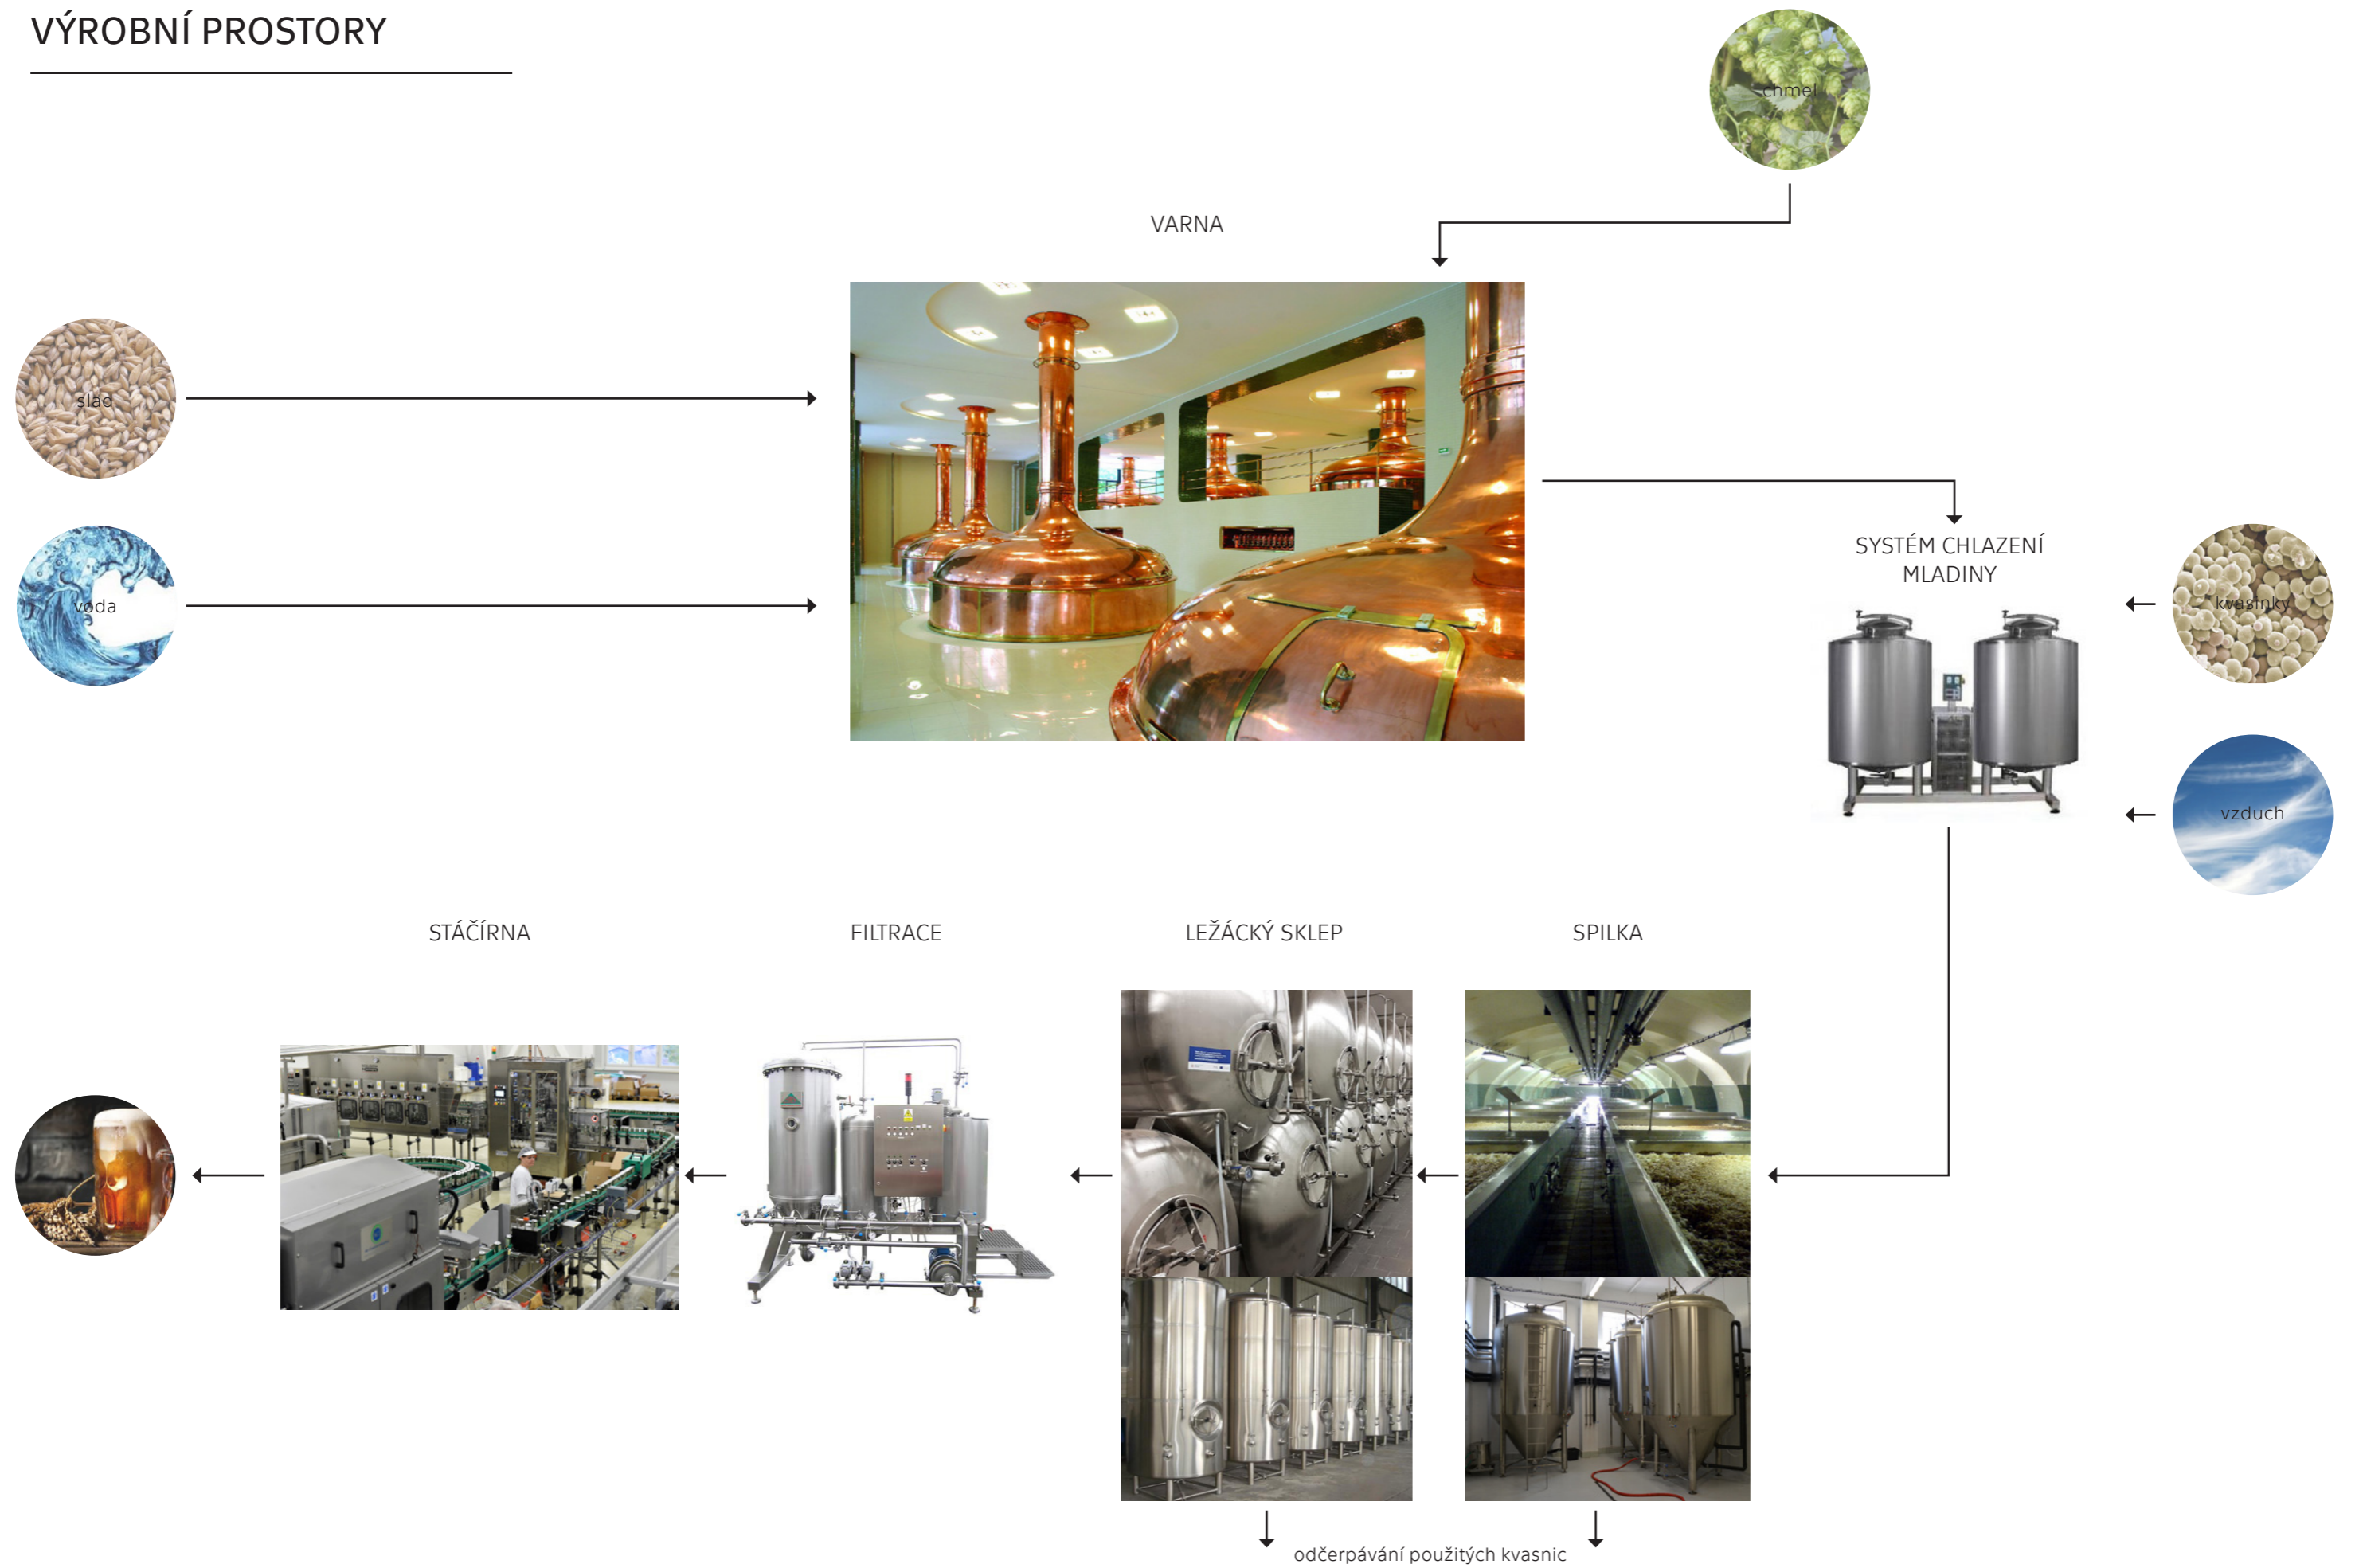 VÝROBNÍ PROSTORY
chmel
VARNA
slad
voda
SYSTÉM CHLAZENÍ
MLADINY
kvasinky
vzduch
STÁČÍRNA
FILTRACE
LEŽÁCKÝ SKLEP
SPILKA
odčerpávání použitých kvasnic